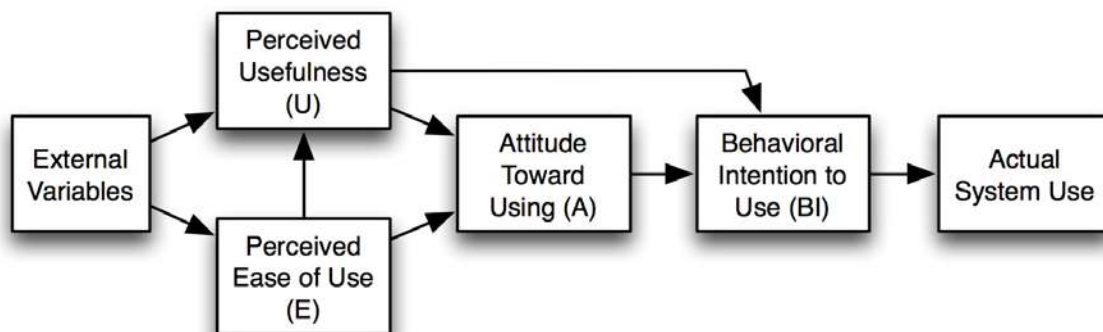 External
Variables
Perceived
Usefulness
(U)
Perceived
Ease of Use
(E)
Attitude
Toward
Using (A)
Behavioral
Intention to
Use (BI)
Actual
System Use